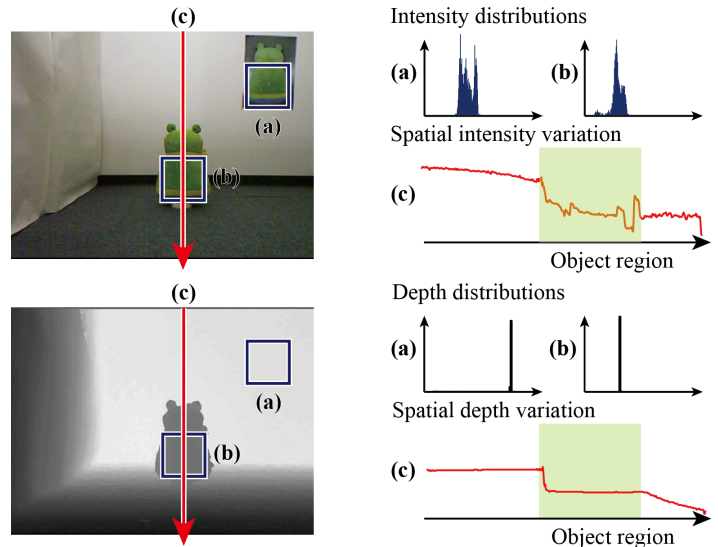 (c)
(a)
(b)
Intensity distributions
(a)
(b)
Spatial intensity variation
(c)
Object region
(c)
(a)
(b)
Depth distributions
(a)
(b)
Spatial depth variation
(c)
Object region